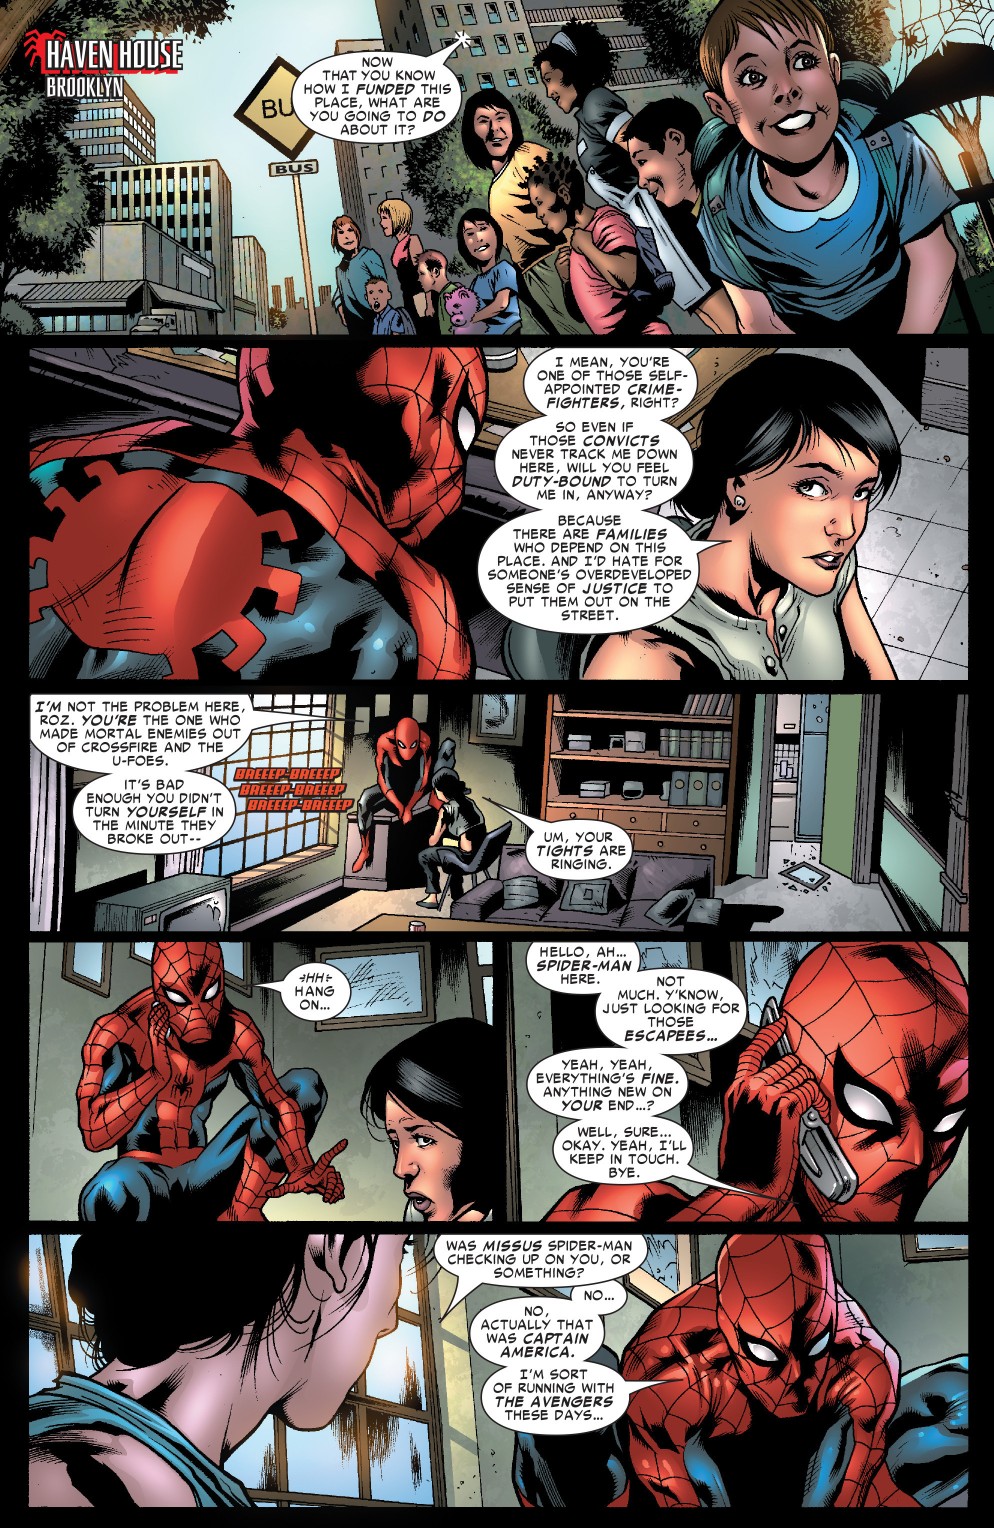 HAVEN HOUSE
BROOKLYN
BU
BUS
NOW
THAT YOU KNOW
HOW I FUNDED THIS
PLACE, WHAT ARE
YOU GOING TO DO
ABOUT IT?
I MEAN, YOU'RE
ONE OF THOSE SELF-
APPOINTED CRIME-
FIGHTERS, RIGHT?
SO EVEN IF
THOSE CONVICTS
NEVER TRACK ME DOWN
HERE, WILL YOU FEEL
DUTY-BOUND TO TURN
ME IN, ANYWAY?
BECAUSE
THERE ARE FAMILIES
WHO DEPEND ON THIS
PLACE. AND I'D HATE FOR
SOMEONE'S OVERDEVELOPED
SENSE OF JUSTICE TO
PUT THEM OUT ON THE
STREET.
I'M NOT THE PROBLEM HERE,
ROZ. YOU'RE THE ONE WHO
MADE MORTAL ENEMIES OUT
OF CROSSFIRE AND THE
U-FOES.
IT'S BAD
ENOUGH YOU DIDN'T
TURN YOURSELF IN
THE MINUTE THEY
BROKE OUT--
BREEEP-BREEEP
BREEEP-BREEEP
BREEEP-BREEEP
UM, YOUR
TIGHTS ARE
RINGING.
-HHH-
HANG
ON...
HELLO, AH...
SPIDER-MAN
HERE.
NOT
MUCH. Y'KNOW,
JUST LOOKING FOR
THOSE
ESCAPEES...
YEAH, YEAH,
EVERYTHING'S FINE.
ANYTHING NEW ON
YOUR END...?
WELL, SURE...
OKAY. YEAH, I'LL
KEEP IN TOUCH.
BYE.
WAS MISSUS SPIDER-MAN
CHECKING UP ON YOU, OR
SOMETHING?
NO...
NO,
ACTUALLY THAT
WAS CAPTAIN
AMERICA.
I'M SORT
OF RUNNING WITH
THE AVENGERS
THESE DAYS...